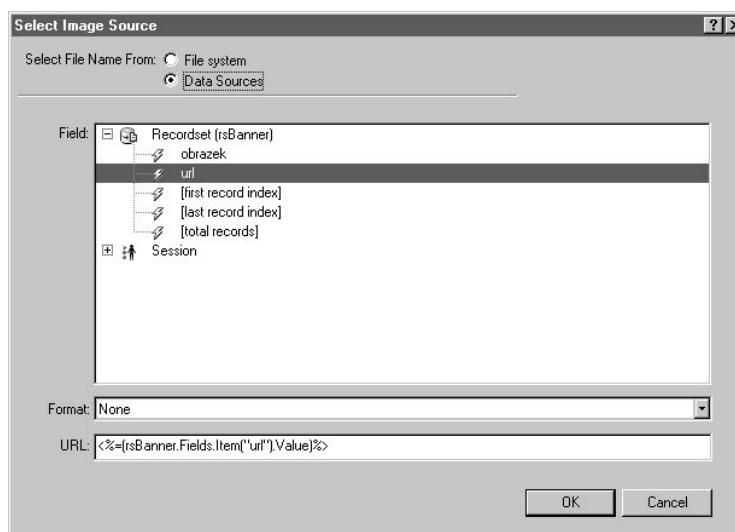 Select Image Source
Select File Name From: File system
Data Sources
Field: Recordset (rsBanner)
obrazek
url
[first record index]
[last record index]
[total records]
Session
Format: None
URL: <%=(rsBanner.Fields.Item("url").Value)%>
OK Cancel